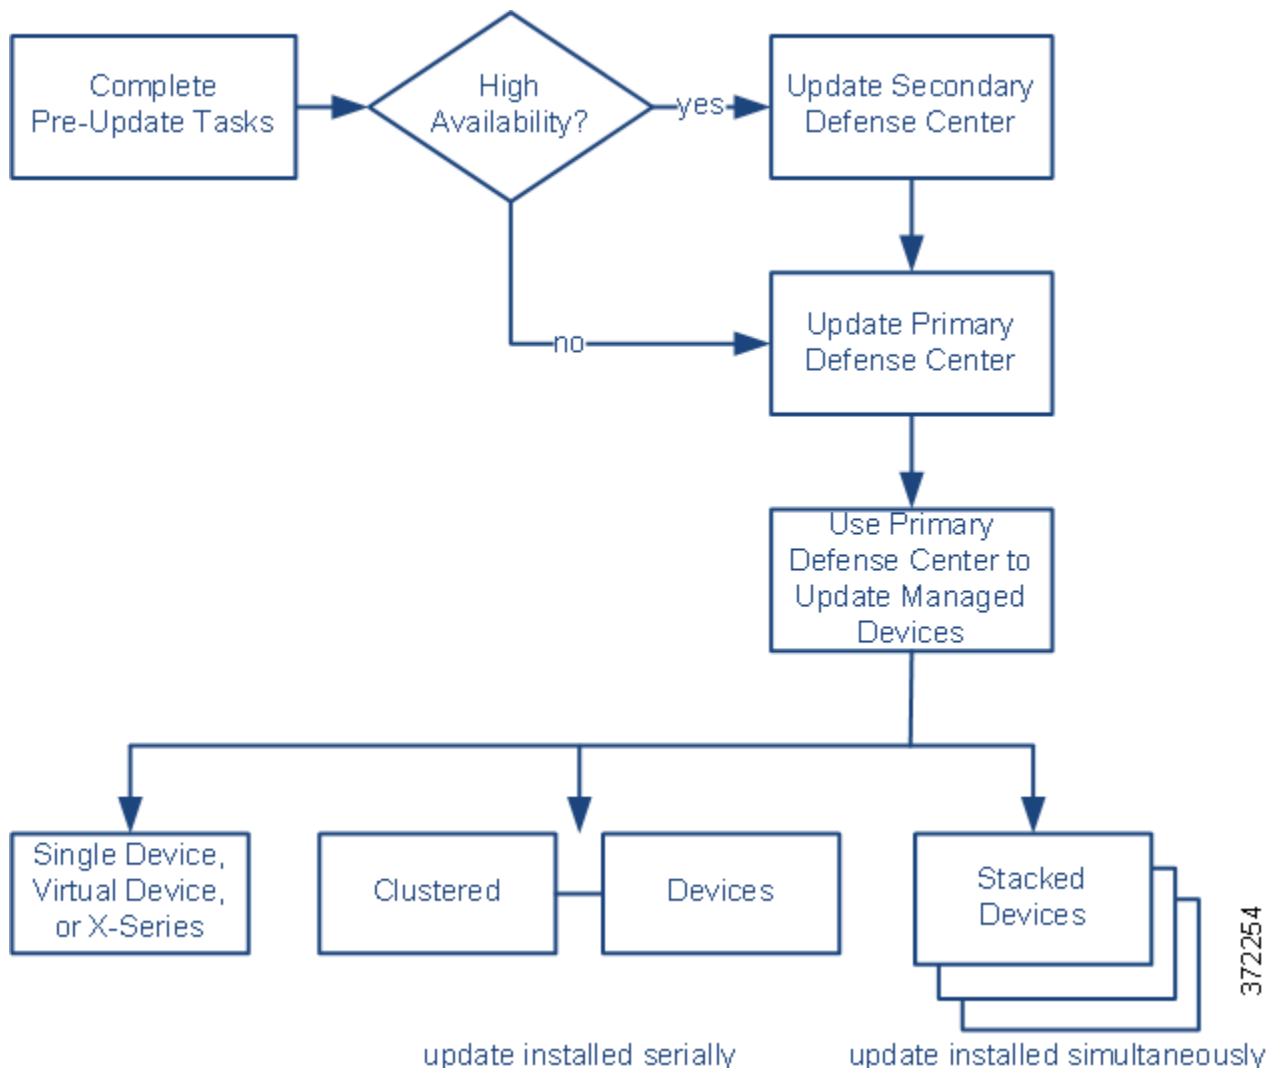 Complete
Pre-Update Tasks
High
Availability?
yes
Update Secondary
Defense Center
no
Update Primary
Defense Center
Use Primary
Defense Center to
Update Managed
Devices
Single Device,
Virtual Device,
or X-Series
Clustered
Devices
Stacked
Devices
372254
update installed serially
update installed simultaneously